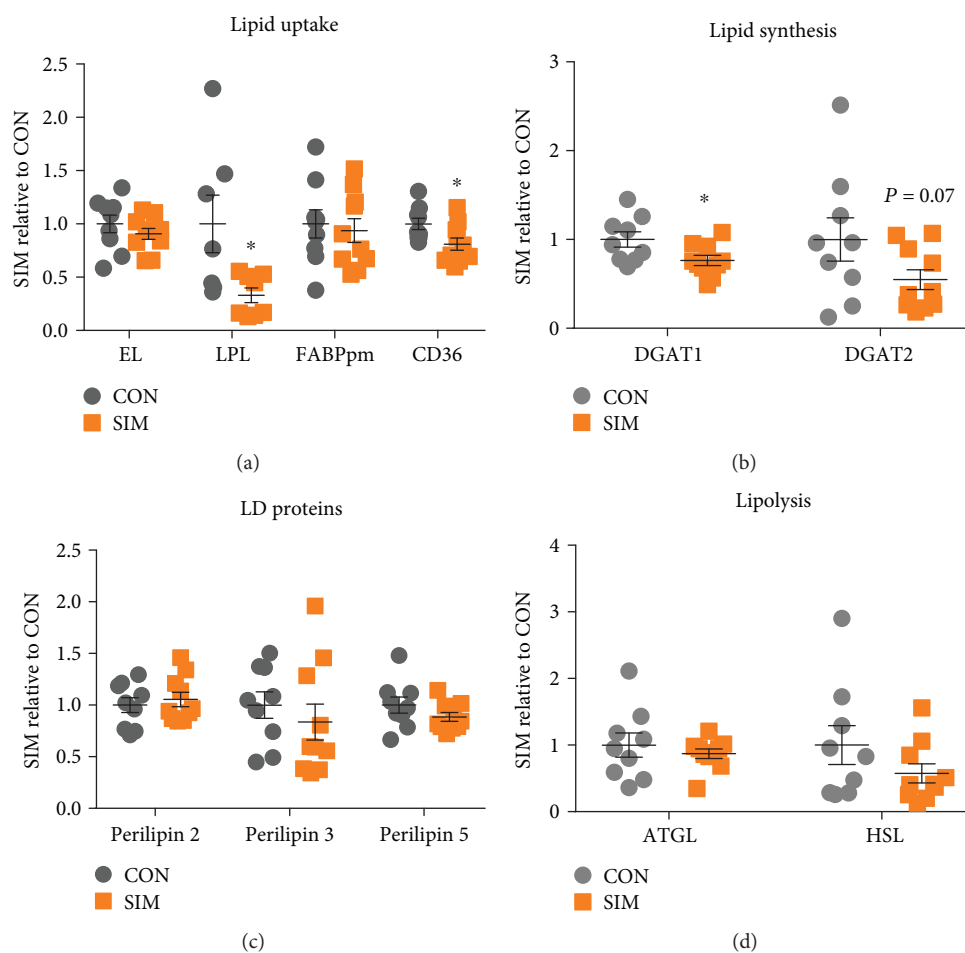 Lipid uptake
SIM relative to CON
2.5
2.0
1.5
1.0
0.5
0.0
*
*
EL LPL FABPpm CD36
CON
SIM
(a)
Lipid synthesis
SIM relative to CON
3
2
1
0
*
P = 0.07
DGAT1 DGAT2
CON
SIM
(b)
LD proteins
SIM relative to CON
2.5
2.0
1.5
1.0
0.5
0.0
Perilipin 2 Perilipin 3 Perilipin 5
CON
SIM
(c)
Lipolysis
SIM relative to CON
4
3
2
1
0
ATGL HSL
CON
SIM
(d)